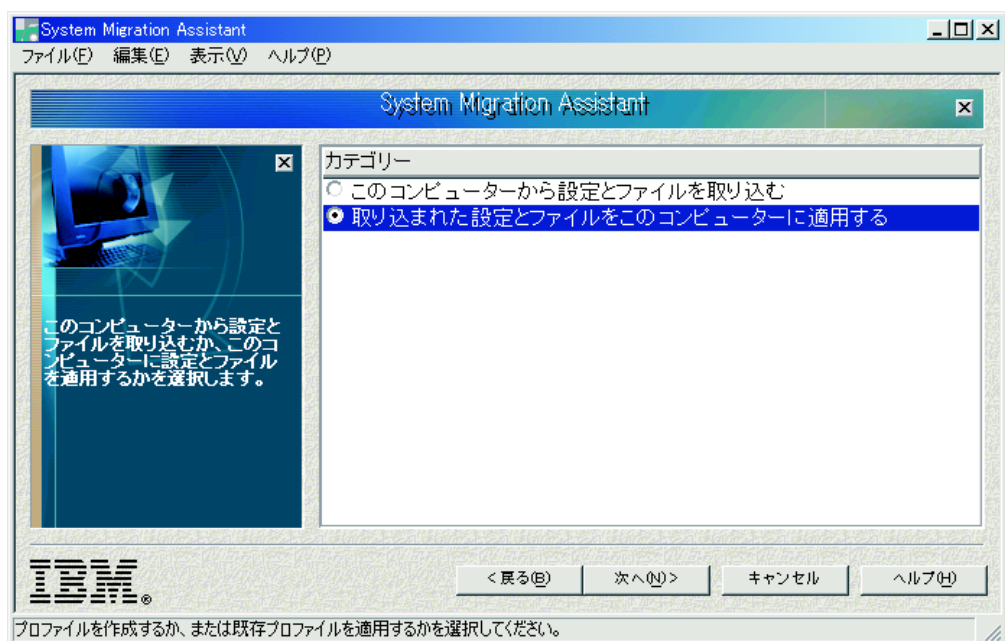 System Migration Assistant
ファイル(F) 編集(E) 表示(V) ヘルプ(P)
System Migration Assistant
カテゴリー
このコンピューターから設定とファイルを取り込む
取り込まれた設定とファイルをこのコンピューターに適用する
このコンピューターから設定と
ファイルを取り込むか、このコ
ンピューターに設定とファイル
を適用するかを選択します。
IBM®
<戻る(B) 次へ(N)> キャンセル ヘルプ(H)
プロファイルを作成するか、または既存プロファイルを適用するかを選択してください。